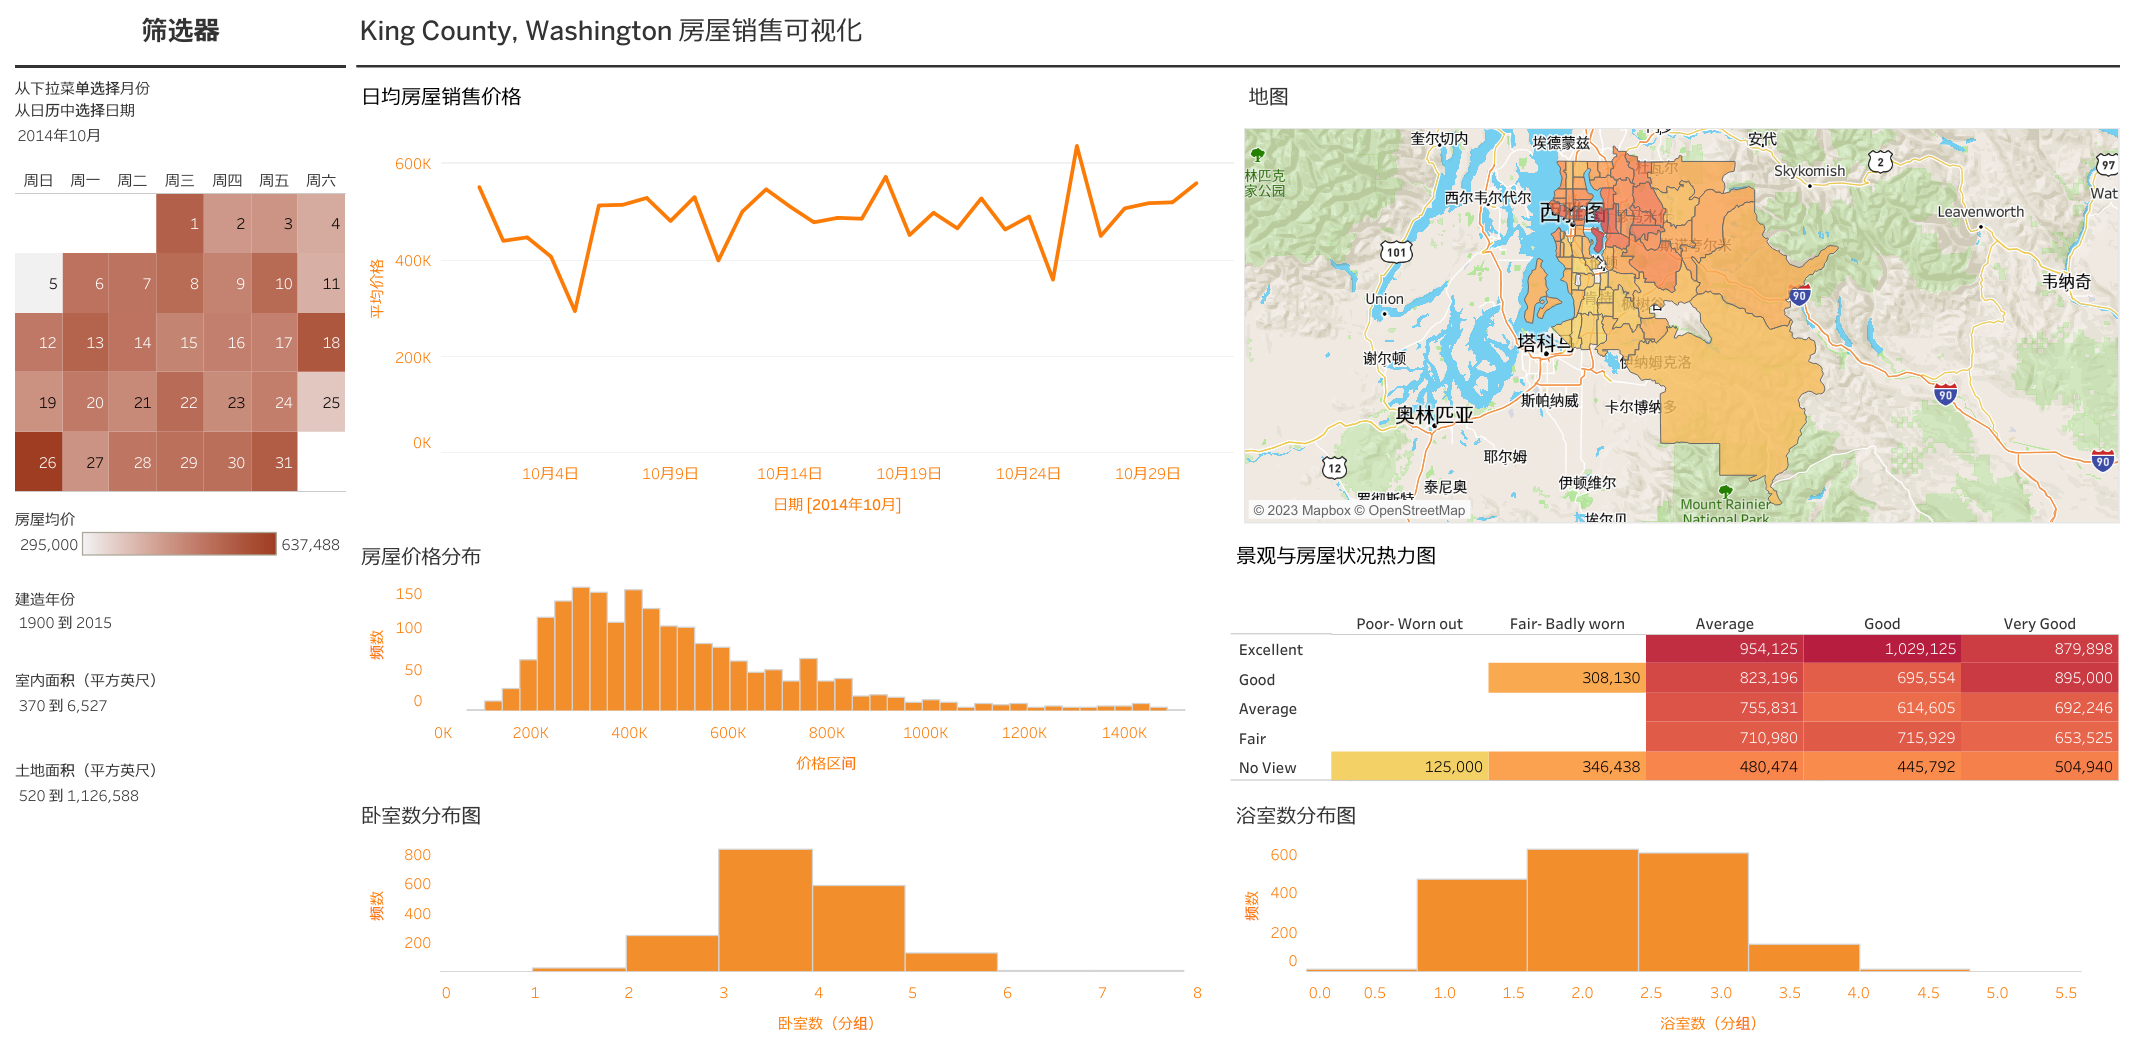 筛选器
King County, Washington 房屋销售可视化
从下拉菜单选择月份
从日历中选择日期
2014年10月
周日 周一 周二 周三 周四 周五 周六
1 2 3 4
5 6 7 8 9 10 11
12 13 14 15 16 17 18
19 20 21 22 23 24 25
26 27 28 29 30 31
房屋均价
295,000 637,488
建造年份
1900 到 2015
室内面积（平方英尺）
370 到 6,527
土地面积（平方英尺）
520 到 1,126,588
日均房屋销售价格
平均价格
600K
400K
200K
0K
10月4日 10月9日 10月14日 10月19日 10月24日 10月29日
日期 [2014年10月]
地图
奎尔切内
埃德蒙兹
安代
2
97
林匹克
家公园
Skykomish
Wat
西尔韦尔代尔
西雅图
Leavenworth
101
Union
90
韦纳奇
谢尔顿
塔科马
伊纳姆克洛
斯帕纳威
卡尔博纳多
90
奥林匹亚
12
耶尔姆
90
泰尼奥
伊顿维尔
Mount Rainier
National Park
© 2023 Mapbox © OpenStreetMap
房屋价格分布
频数
150
100
50
0
0K 200K 400K 600K 800K 1000K 1200K 1400K
价格区间
景观与房屋状况热力图
Poor- Worn out Fair- Badly worn Average Good Very Good
Excellent 954,125 1,029,125 879,898
Good 308,130 823,196 695,554 895,000
Average 755,831 614,605 692,246
Fair 710,980 715,929 653,525
No View 125,000 346,438 480,474 445,792 504,940
卧室数分布图
频数
800
600
400
200
0 1 2 3 4 5 6 7 8
卧室数（分组）
浴室数分布图
频数
600
400
200
0
0.0 0.5 1.0 1.5 2.0 2.5 3.0 3.5 4.0 4.5 5.0 5.5
浴室数（分组）